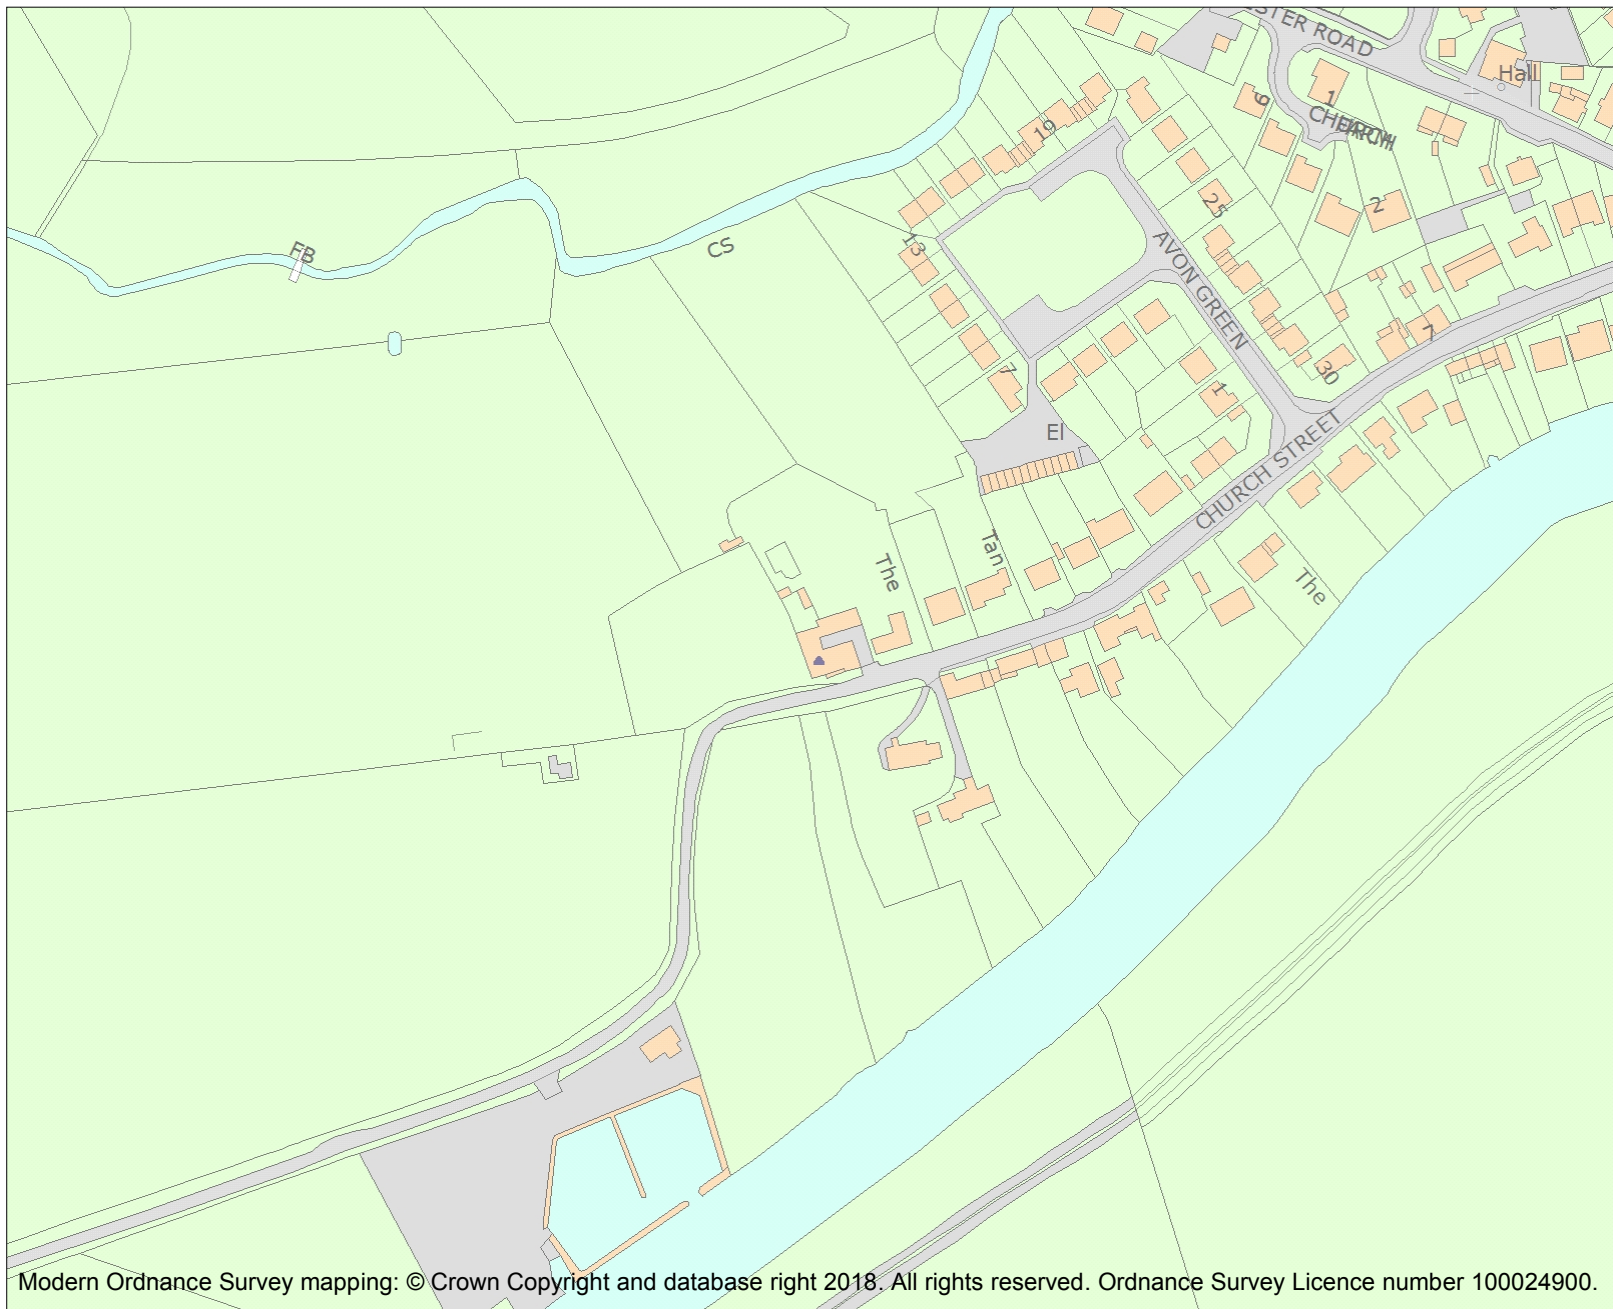 STER ROAD
Hall
6
1
CHURCH
19
2
25
FB
CS
13
AVON GREEN
7
7
30
1
El
CHURCH STREET
Tan
The
The
Modern Ordnance Survey mapping: © Crown Copyright and database right 2018. All rights reserved. Ordnance Survey Licence number 100024900.